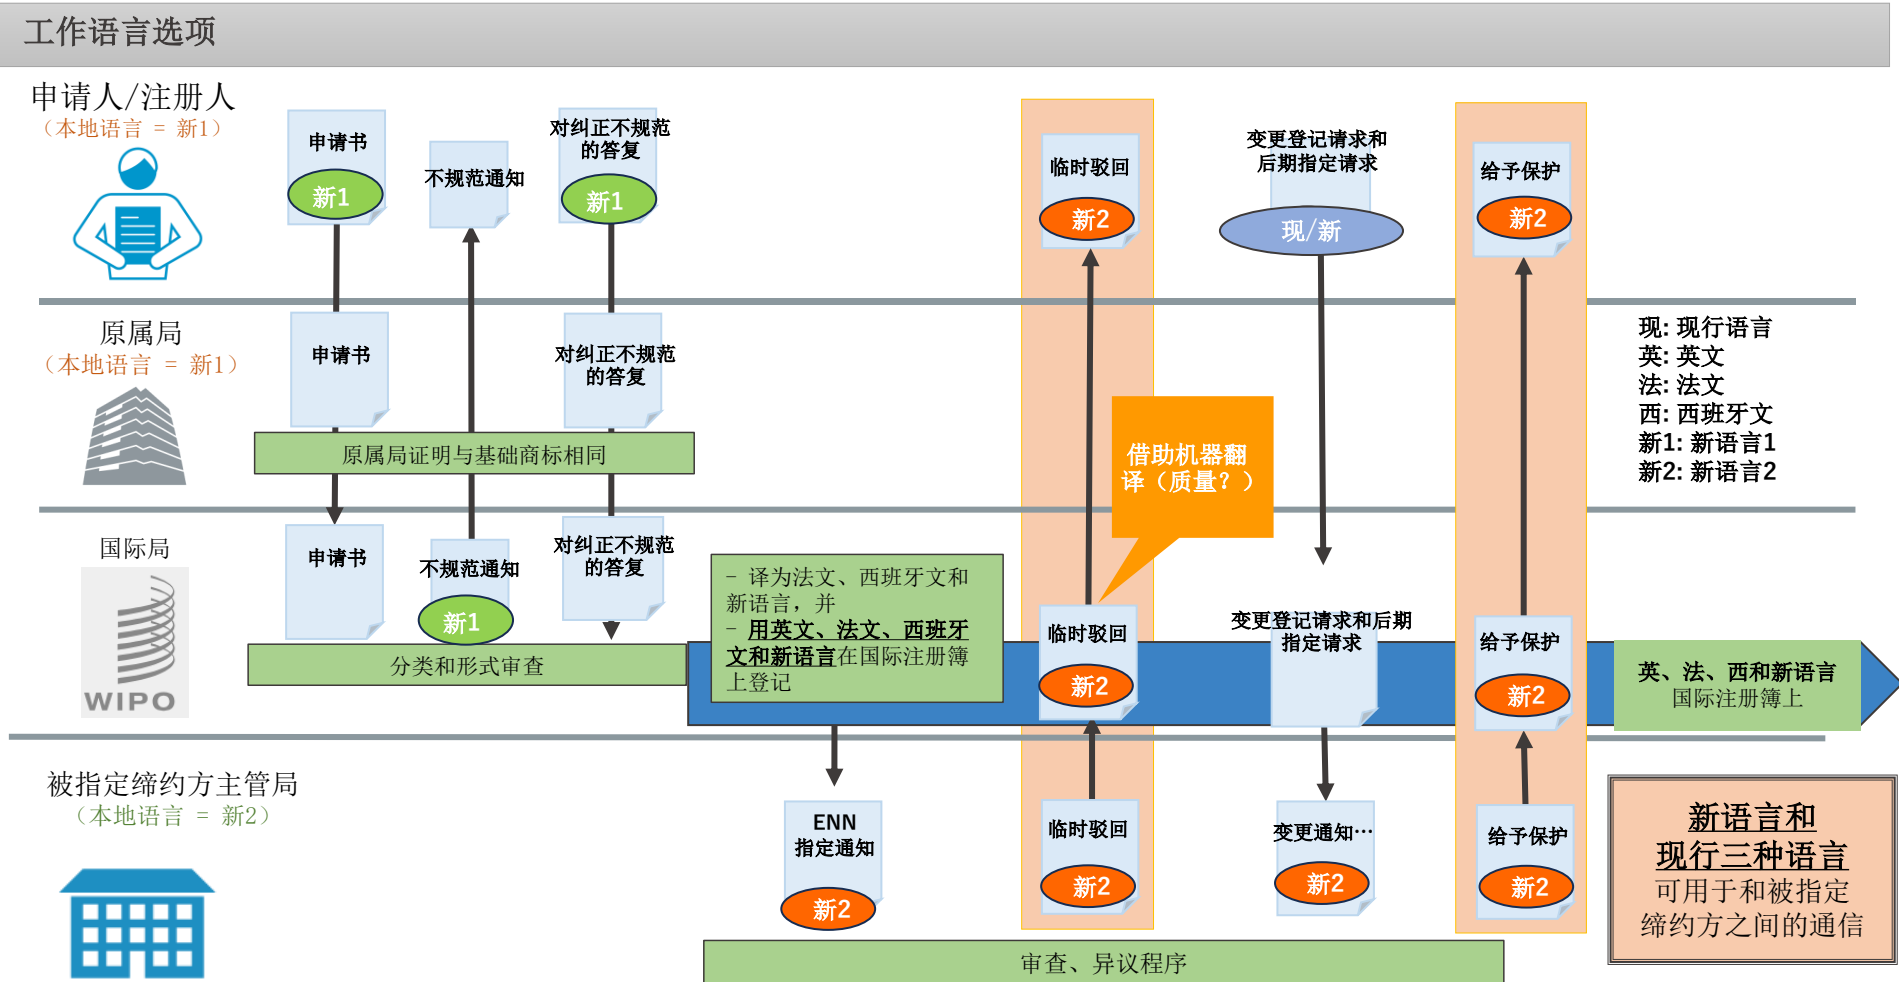 工作语言选项
申请人/注册人
（本地语言 = 新1）
申请书
新1
不规范通知
对纠正不规范
的答复
新1
临时驳回
新2
变更登记请求和
后期指定请求
现/新
给予保护
新2
原属局
（本地语言 = 新1）
申请书
对纠正不规范
的答复
原属局证明与基础商标相同
借助机器翻
译（质量？）
现: 现行语言
英: 英文
法: 法文
西: 西班牙文
新1: 新语言1
新2: 新语言2
国际局
WIPO
申请书
不规范通知
新1
对纠正不规范
的答复
分类和形式审查
- 译为法文、西班牙文和
新语言，并
- 用英文、法文、西班牙
文和新语言在国际注册簿
上登记
临时驳回
新2
变更登记请求和后期
指定请求
给予保护
新2
英、法、西和新语言
国际注册簿上
被指定缔约方主管局
（本地语言 = 新2）
ENN
指定通知
新2
临时驳回
新2
变更通知…
新2
给予保护
新2
新语言和
现行三种语言
可用于和被指定
缔约方之间的通信
审查、异议程序